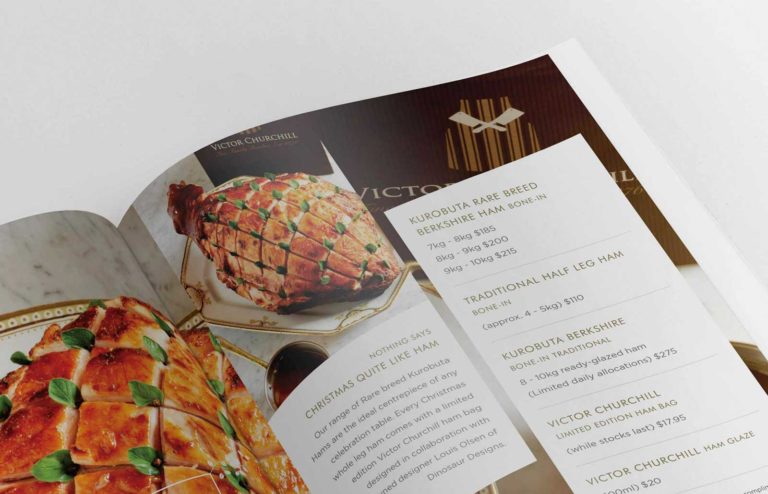 VICTOR CHURCHILL
VICTOR
NOTHING SAYS
CHRISTMAS QUITE LIKE HAM
Our range of Rare breed Kurobuta
Hams are the ideal centrepiece of any
celebration table. Every Christmas
whole leg ham comes with a limited
edition Victor Churchill ham bag
designed in collaboration with
med designer Louis Olsen of
Dinosaur Designs.
KUROBUTA RARE BREED
BERKSHIRE HAM BONE-IN
7kg - 8kg $185
8kg - 9kg $200
9kg - 10kg $215
TRADITIONAL HALF LEG HAM
BONE-IN
(approx. 4 - 5kg) $110
KUROBUTA BERKSHIRE
BONE-IN TRADITIONAL
8 - 10kg ready-glazed ham
(Limited daily allocations) $275
VICTOR CHURCHILL
LIMITED EDITION HAM BAG
(while stocks last) $17.95
VICTOR CHURCHILL HAM GLAZE
00ml) $20